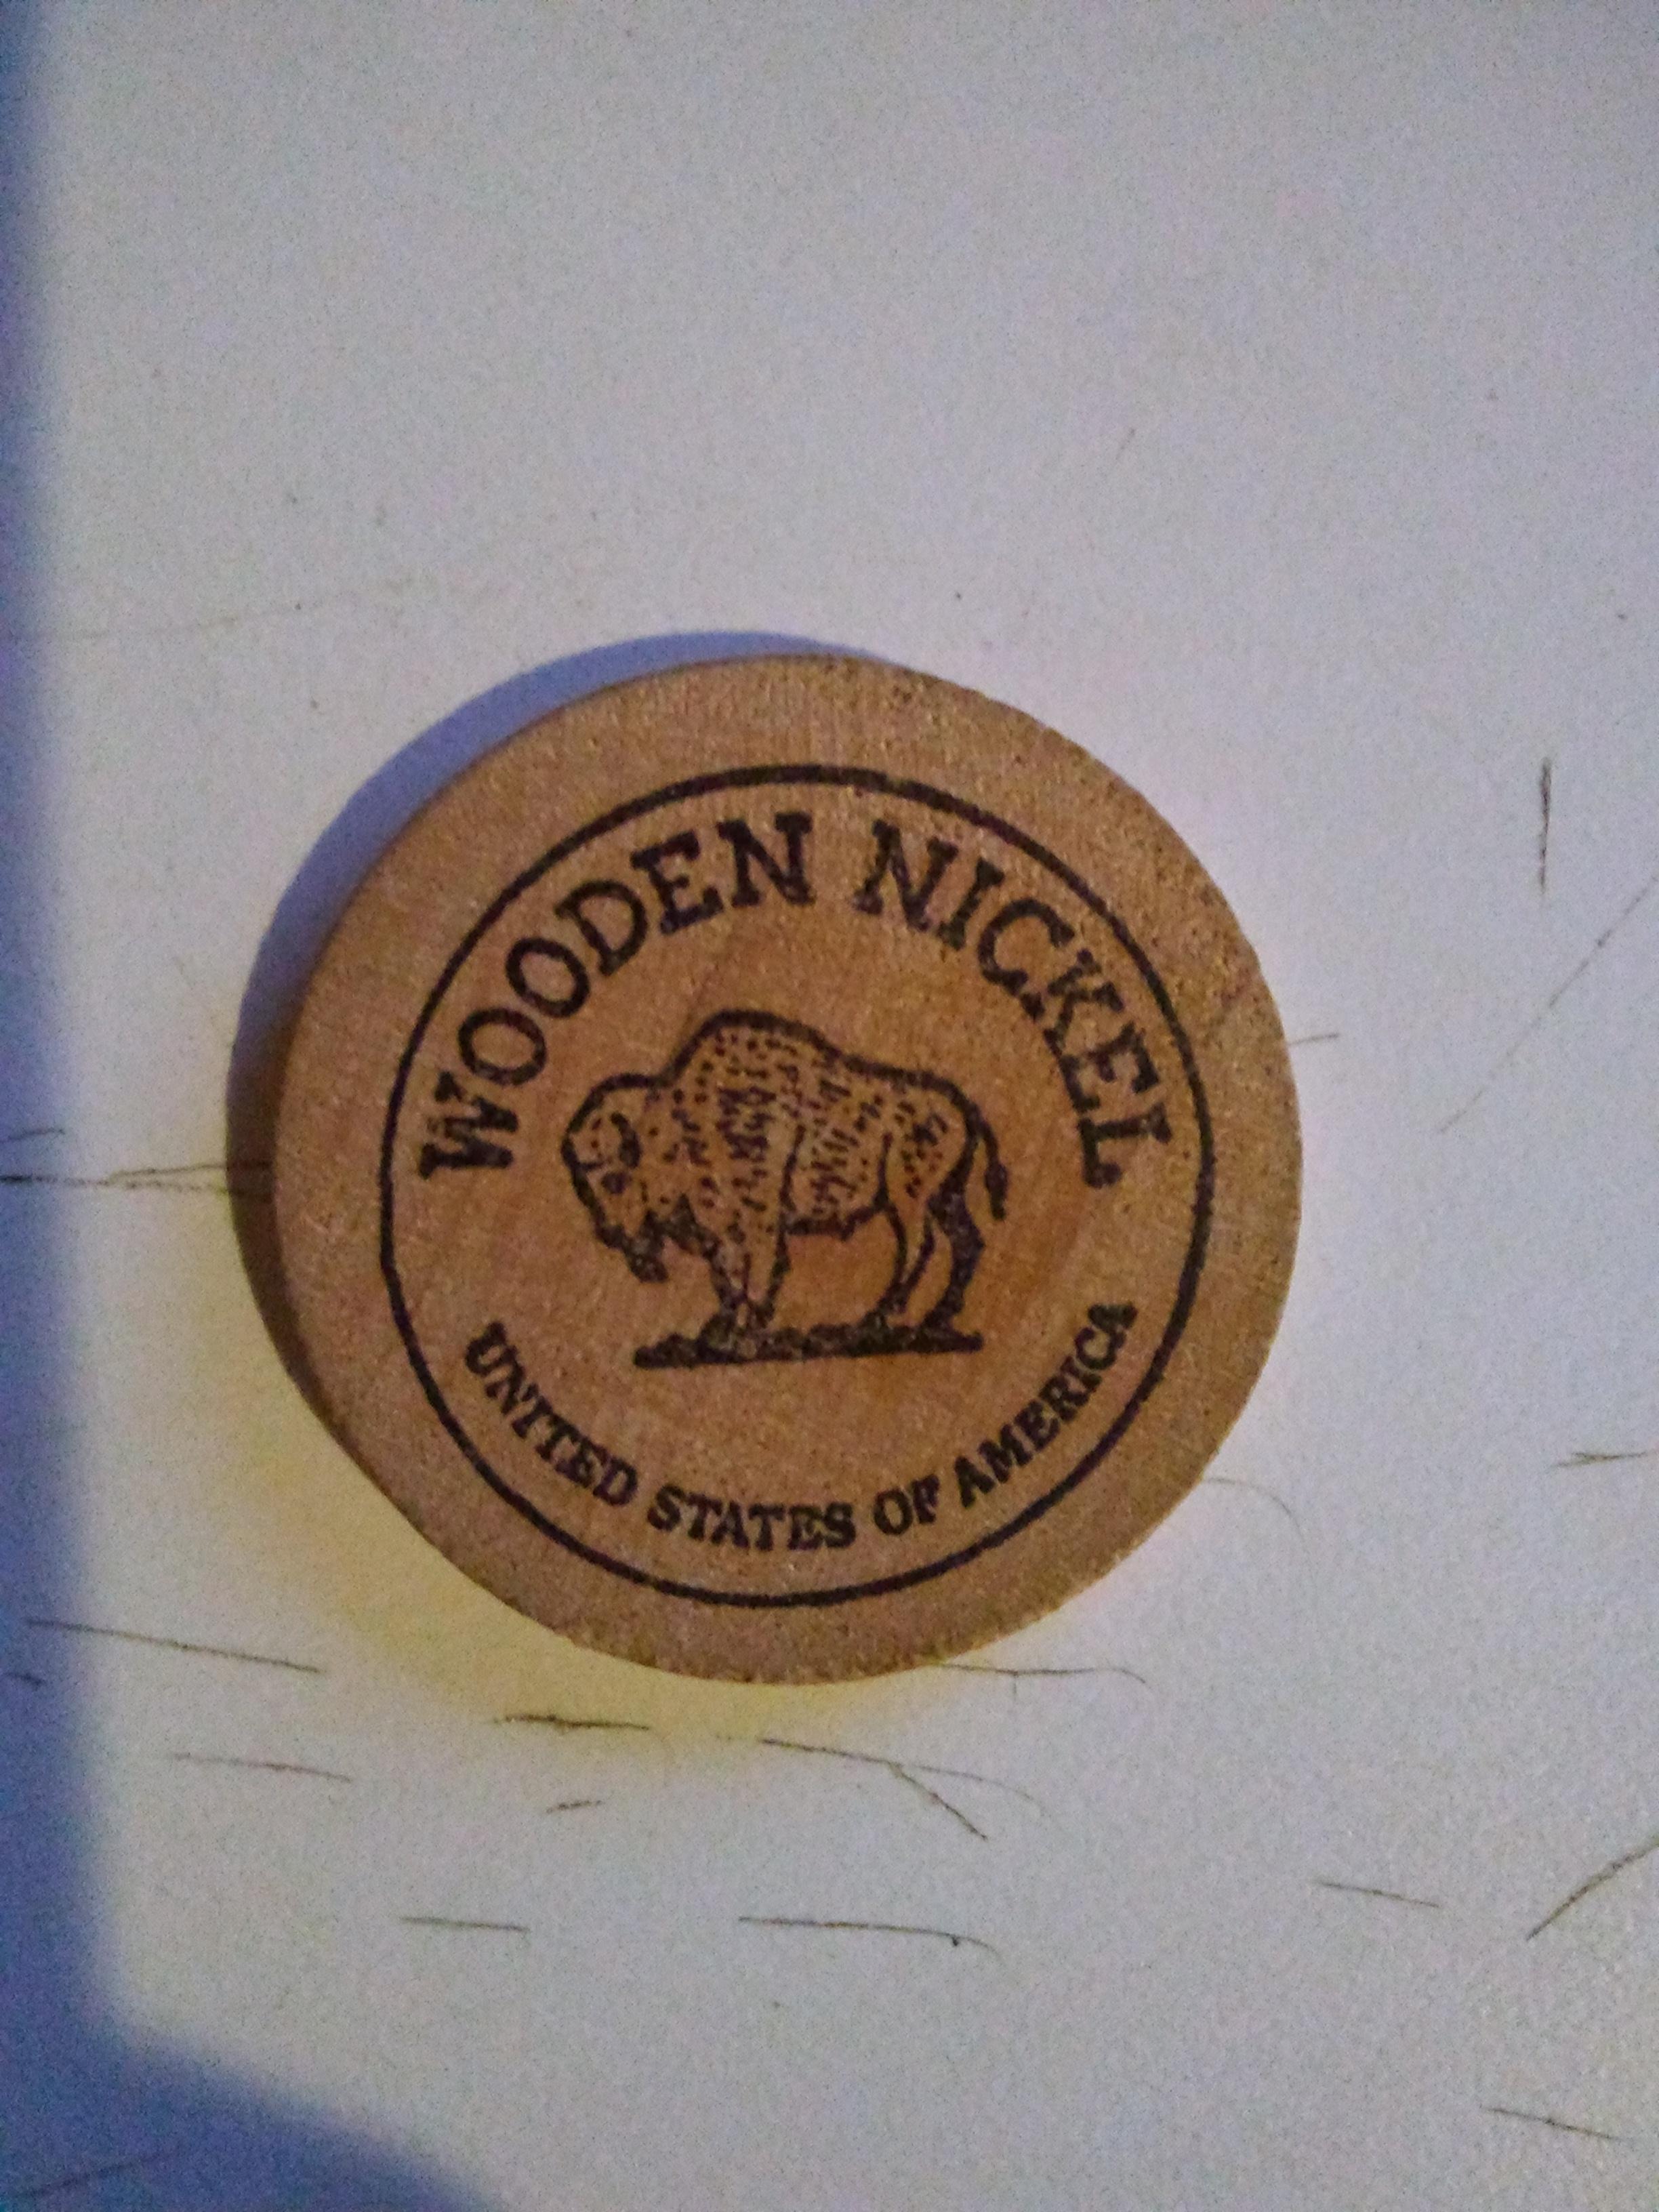 WOODEN NICKEL
UNITED STATES OF AMERICA